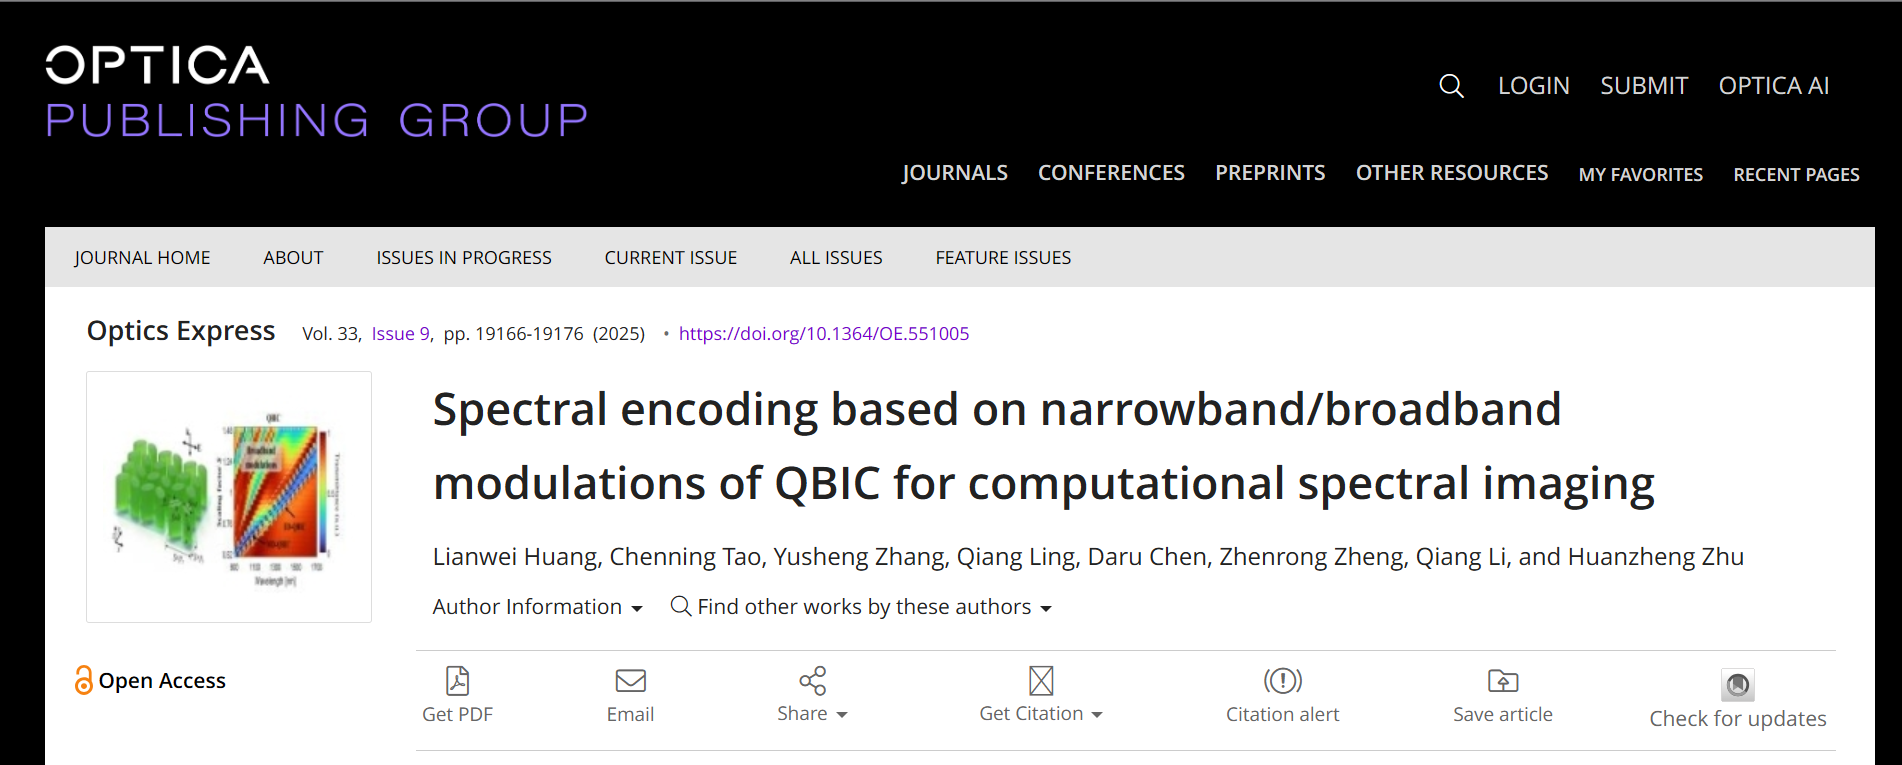 OPTICA
PUBLISHING GROUP
LOGIN SUBMIT OPTICA AI
JOURNALS CONFERENCES PREPRINTS OTHER RESOURCES MY FAVORITES RECENT PAGES
JOURNAL HOME ABOUT ISSUES IN PROGRESS CURRENT ISSUE ALL ISSUES FEATURE ISSUES
Optics Express Vol. 33, Issue 9, pp. 19166-19176 (2025) • https://doi.org/10.1364/OE.551005
QBIC
Broadband
modulation
Wavelength [nm]
Spectral encoding based on narrowband/broadband
modulations of QBIC for computational spectral imaging
Lianwei Huang, Chenning Tao, Yusheng Zhang, Qiang Ling, Daru Chen, Zhenrong Zheng, Qiang Li, and Huanzheng Zhu
Author Information Find other works by these authors
Open Access
Get PDF Email Share Get Citation Citation alert Save article Check for updates